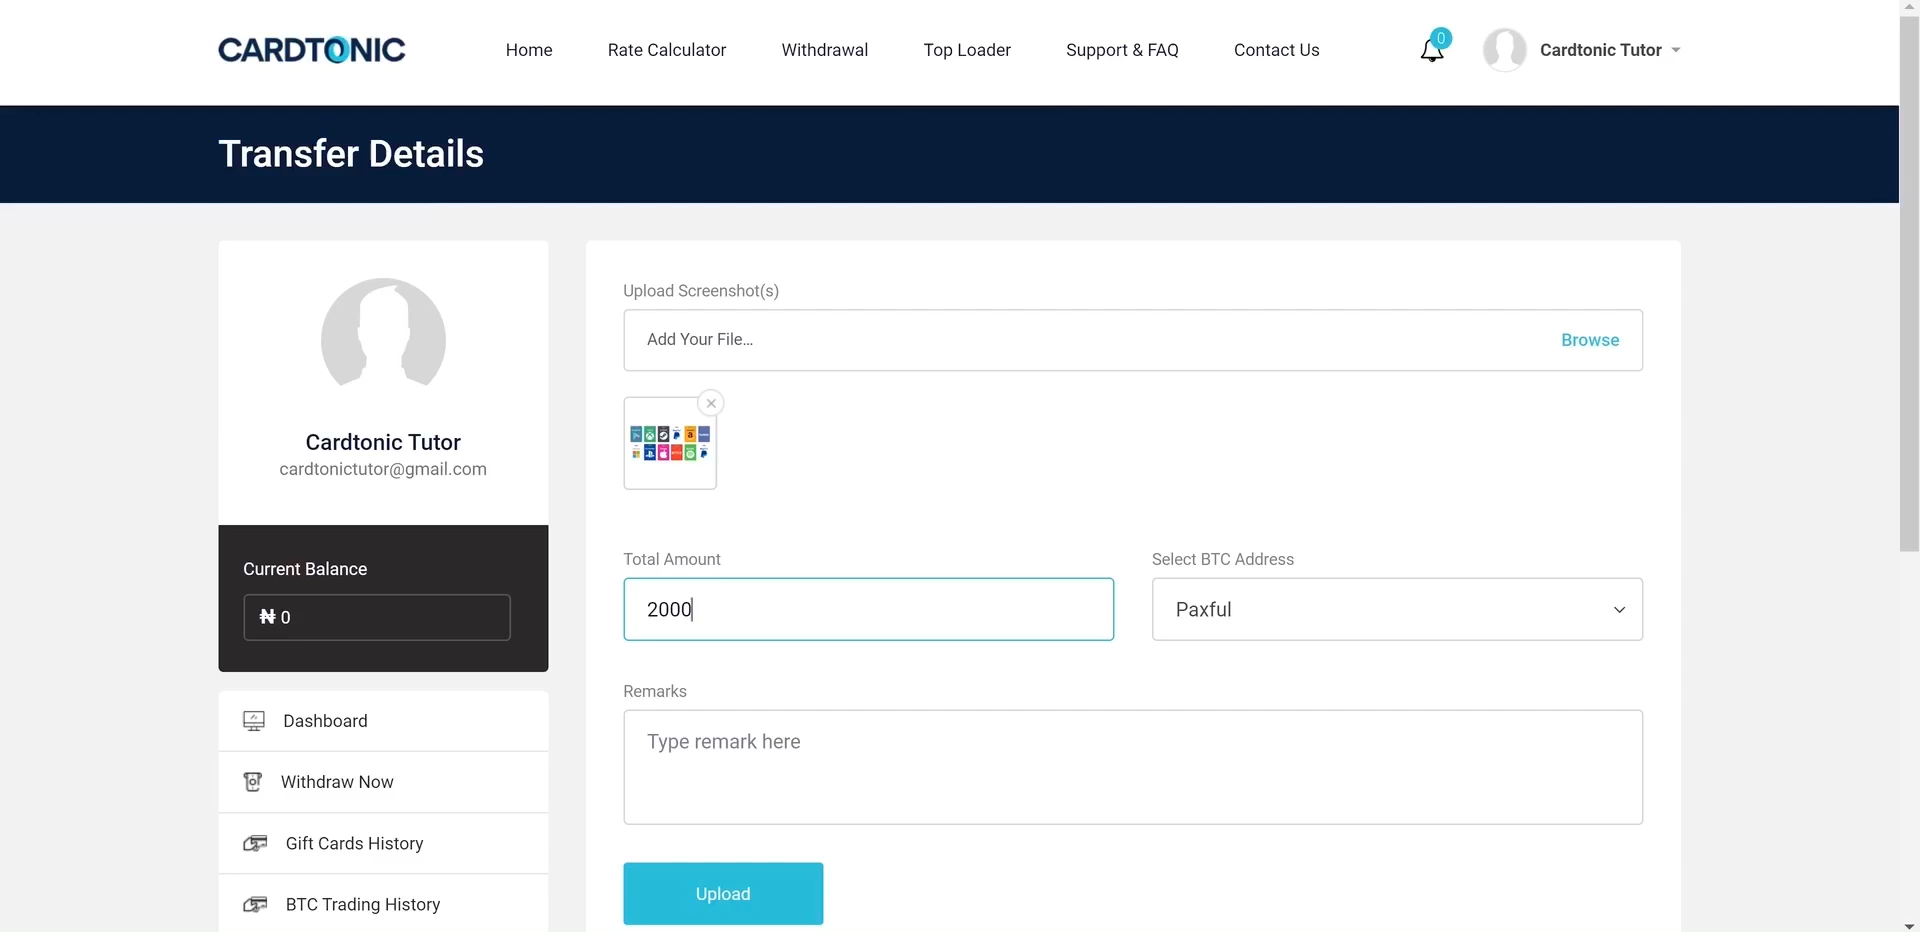 CARDTONIC
Home
Rate Calculator
Withdrawal
Top Loader
Support & FAQ
Contact Us
0
Cardtonic Tutor
Transfer Details
Cardtonic Tutor
cardtonictutor@gmail.com
Current Balance
₦ 0
Dashboard
Withdraw Now
Gift Cards History
BTC Trading History
Upload Screenshot(s)
Add Your File...
Browse
Total Amount
2000
Select BTC Address
Paxful
Remarks
Type remark here
Upload